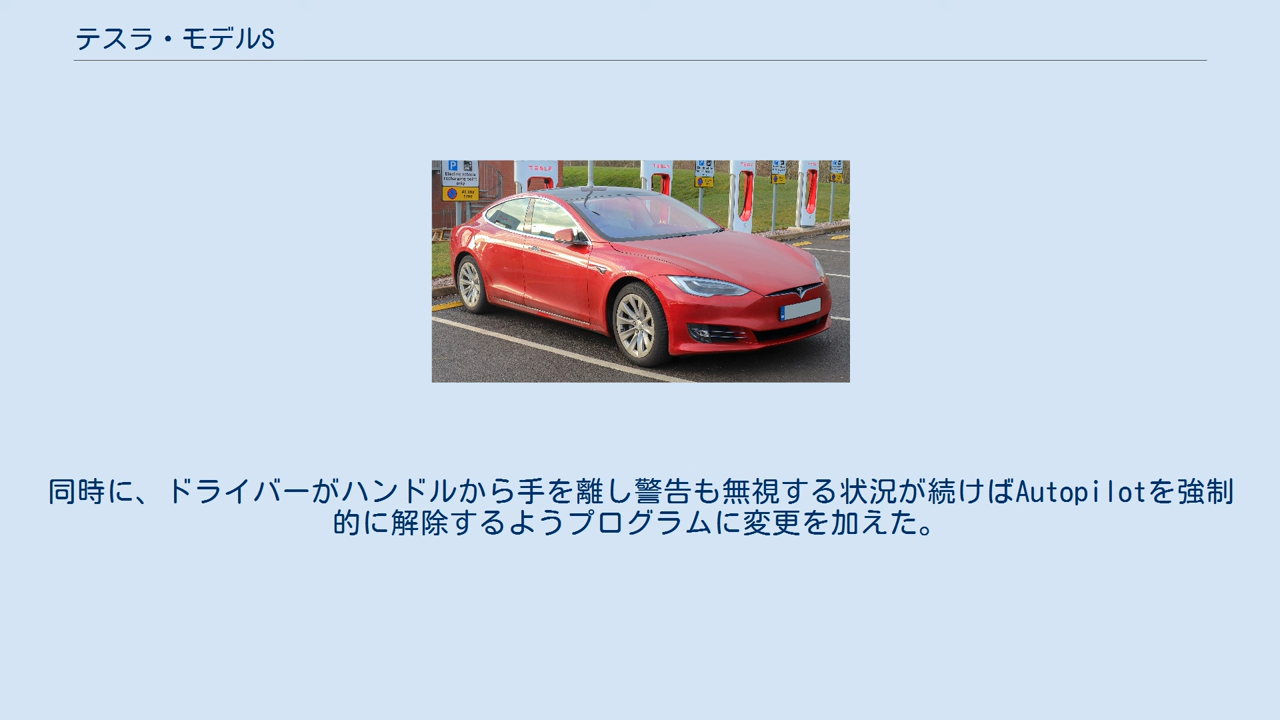 テスラ・モデルS
TESLA
同時に、ドライバーがハンドルから手を離し警告も無視する状況が続けばAutopilotを強制
的に解除するようプログラムに変更を加えた。